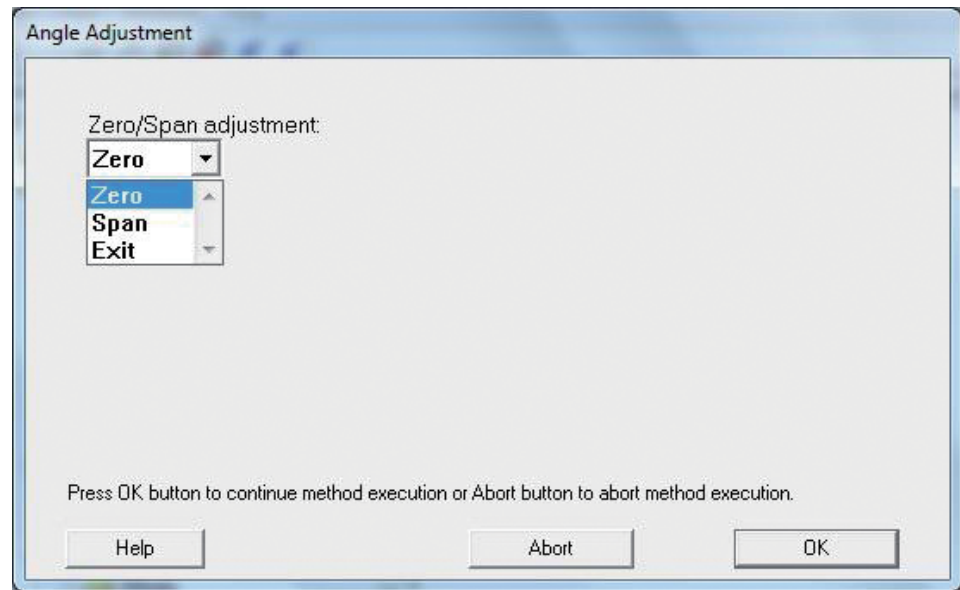 Angle Adjustment
Zero/Span adjustment:
Zero
Zero
Span
Exit
Press OK button to continue method execution or Abort button to abort method execution.
Help
Abort
OK